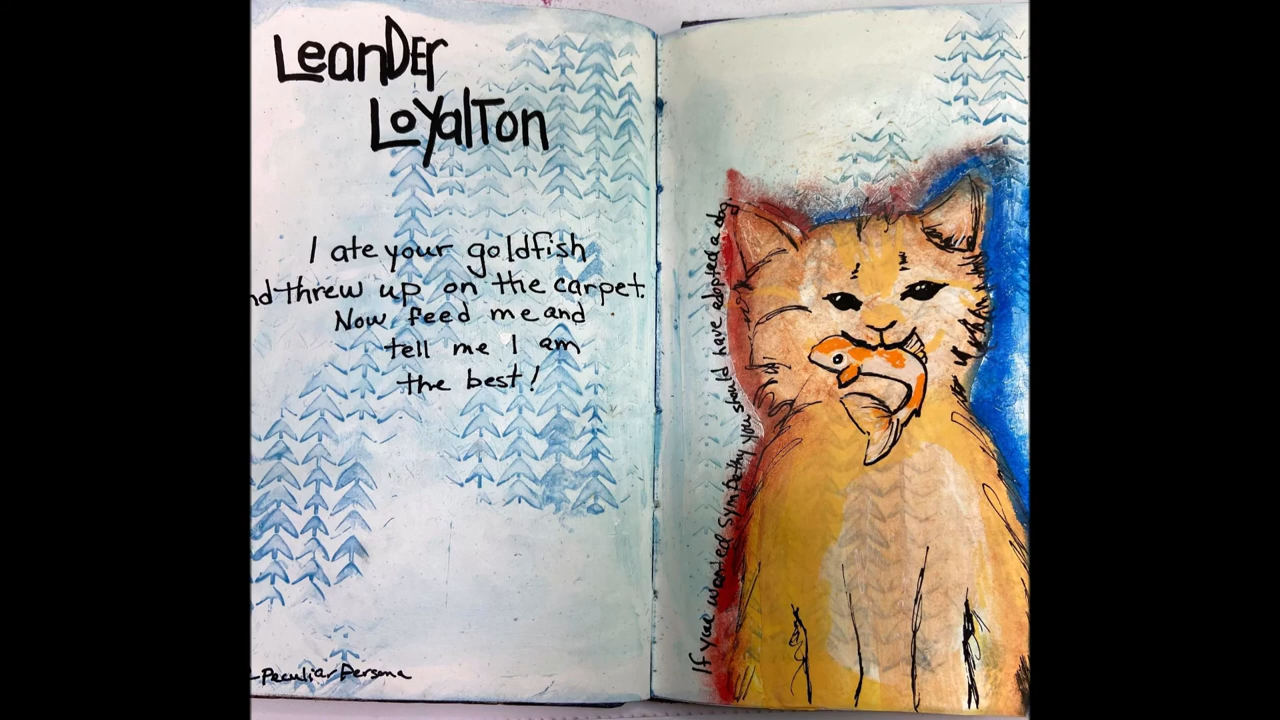 LeanDEr
LoyalTon
I ate your goldfish
nd threw up on the carpet.
Now feed me and
tell me I am
the best!
-Peculiar Persona
If you wanted sympathy you should have adopted a dog